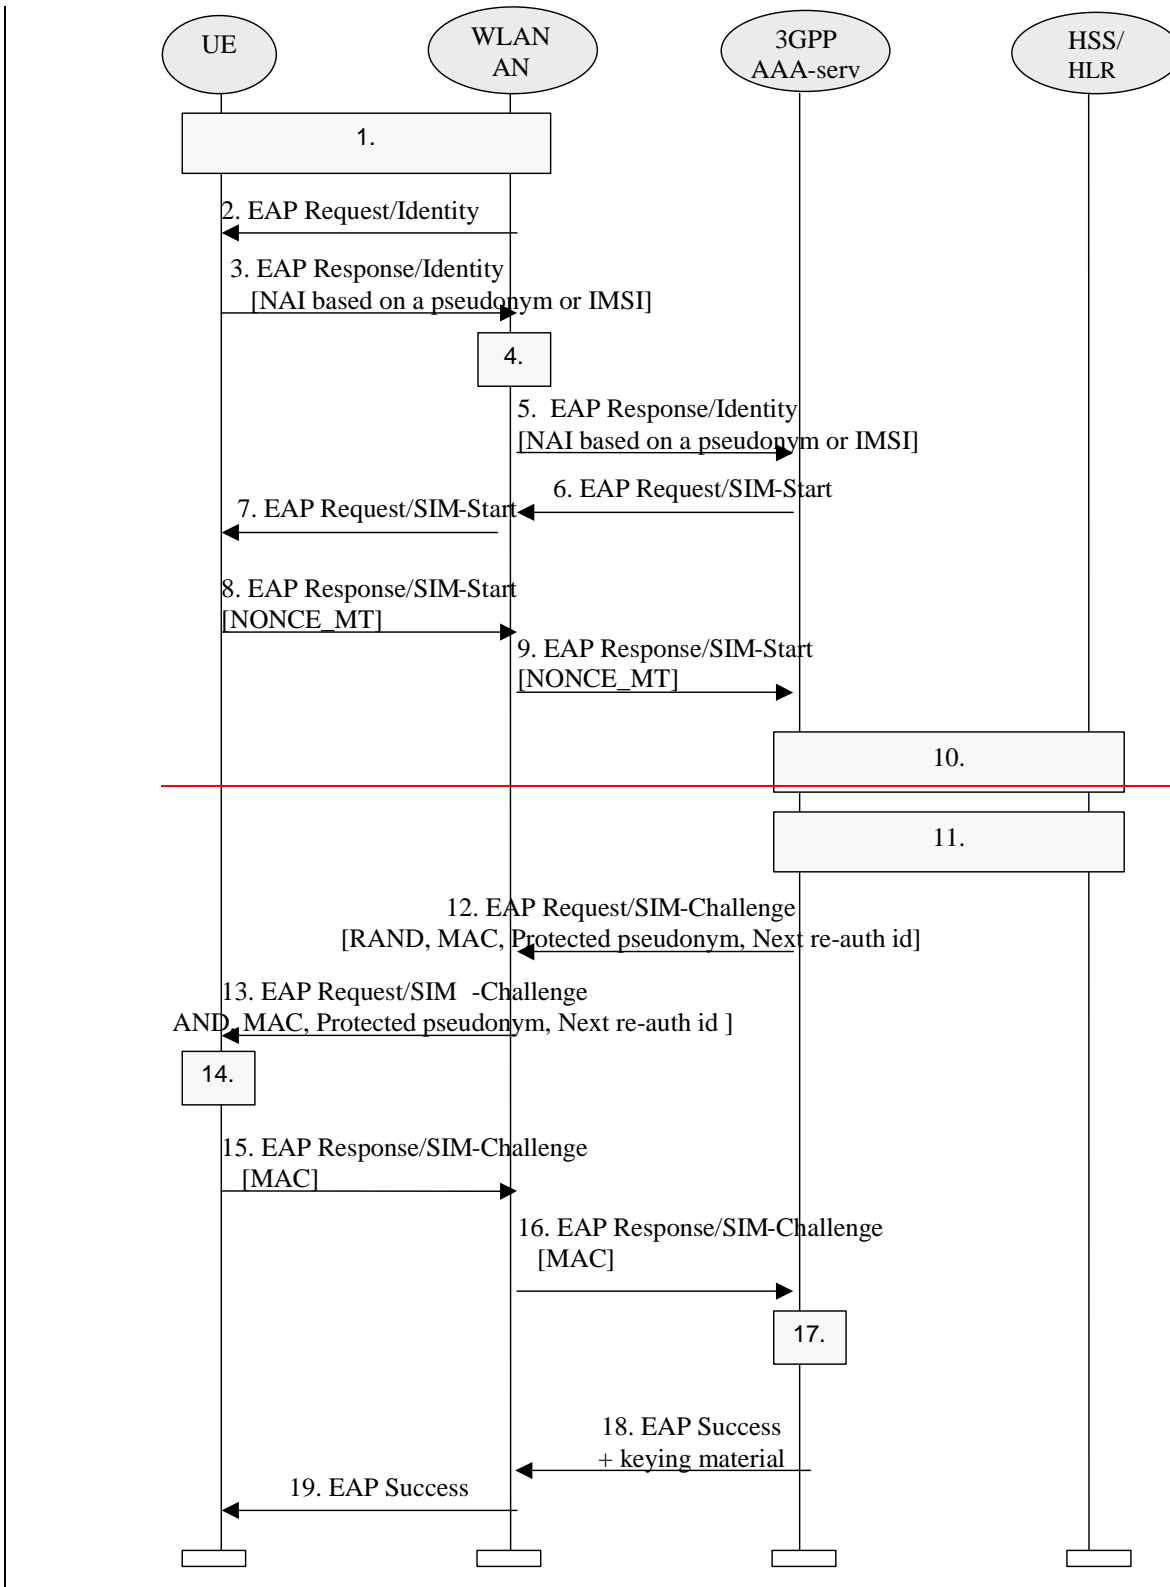 UE
WLAN
AN
3GPP
AAA-serv
HSS/
HLR
1.
2. EAP Request/Identity
3. EAP Response/Identity
[NAI based on a pseudonym or IMSI]
4.
5. EAP Response/Identity
[NAI based on a pseudonym or IMSI]
6. EAP Request/SIM-Start
7. EAP Request/SIM-Start
8. EAP Response/SIM-Start
[NONCE_MT]
9. EAP Response/SIM-Start
[NONCE_MT]
10.
11.
12. EAP Request/SIM-Challenge
[RAND, MAC, Protected pseudonym, Next re-auth id]
13. EAP Request/SIM -Challenge
AND, MAC, Protected pseudonym, Next re-auth id ]
14.
15. EAP Response/SIM-Challenge
[MAC]
16. EAP Response/SIM-Challenge
[MAC]
17.
18. EAP Success
+ keying material
19. EAP Success